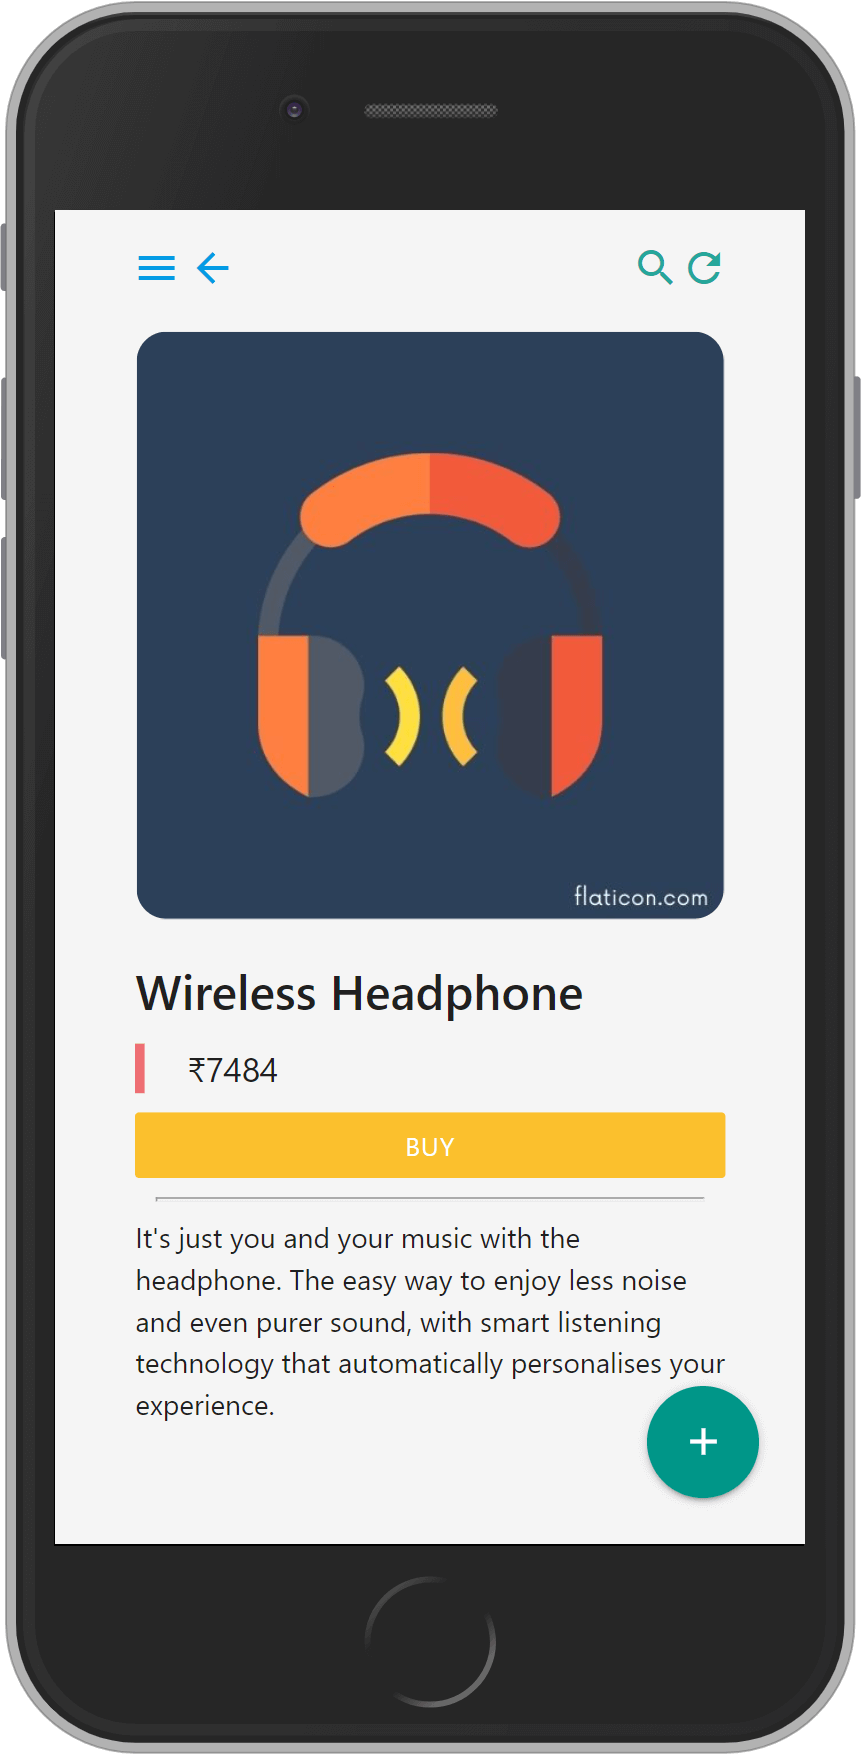 flaticon.com
Wireless Headphone
₹7484
BUY
It's just you and your music with the
headphone. The easy way to enjoy less noise
and even purer sound, with smart listening
technology that automatically personalises your
experience.